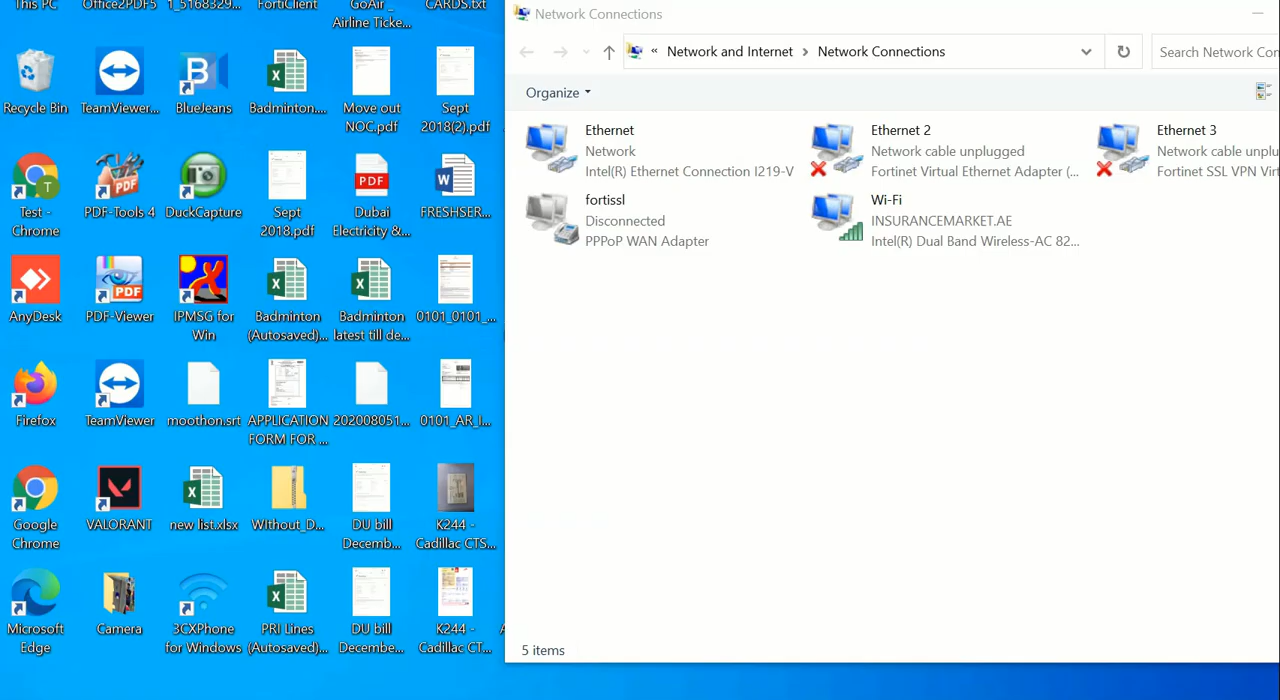 This PC
Office2PDF5
1_5168329...
FortiClient
GoAir _
Airline Ticke...
CARDS.txt
Recycle Bin
TeamViewer...
BlueJeans
Badminton....
Move out
NOC.pdf
Sept
2018(2).pdf
Test -
Chrome
PDF-Tools 4
DuckCapture
Sept
2018.pdf
Dubai
Electricity &...
FRESHSER...
AnyDesk
PDF-Viewer
IPMSG for
Win
Badminton
(Autosaved)...
Badminton
latest till de...
0101_0101_...
Firefox
TeamViewer
moothon.srt
APPLICATION
FORM FOR ...
202008051...
0101_AR_I...
Google
Chrome
VALORANT
new list.xlsx
WIthout_D...
DU bill
Decemb...
K244 -
Cadillac CTS...
Microsoft
Edge
Camera
3CXPhone
for Windows
PRI Lines
(Autosaved)...
DU bill
Decembe...
K244 -
Cadillac CT...
Network Connections
« Network and Internet > Network Connections
Search Network Con
Organize
Ethernet
Network
Intel(R) Ethernet Connection I219-V
Ethernet 2
Network cable unplugged
Fortinet Virtual Ethernet Adapter (...
Ethernet 3
Network cable unplu
Fortinet SSL VPN Virt
fortissl
Disconnected
PPPoP WAN Adapter
Wi-Fi
INSURANCEMARKET.AE
Intel(R) Dual Band Wireless-AC 82...
5 items